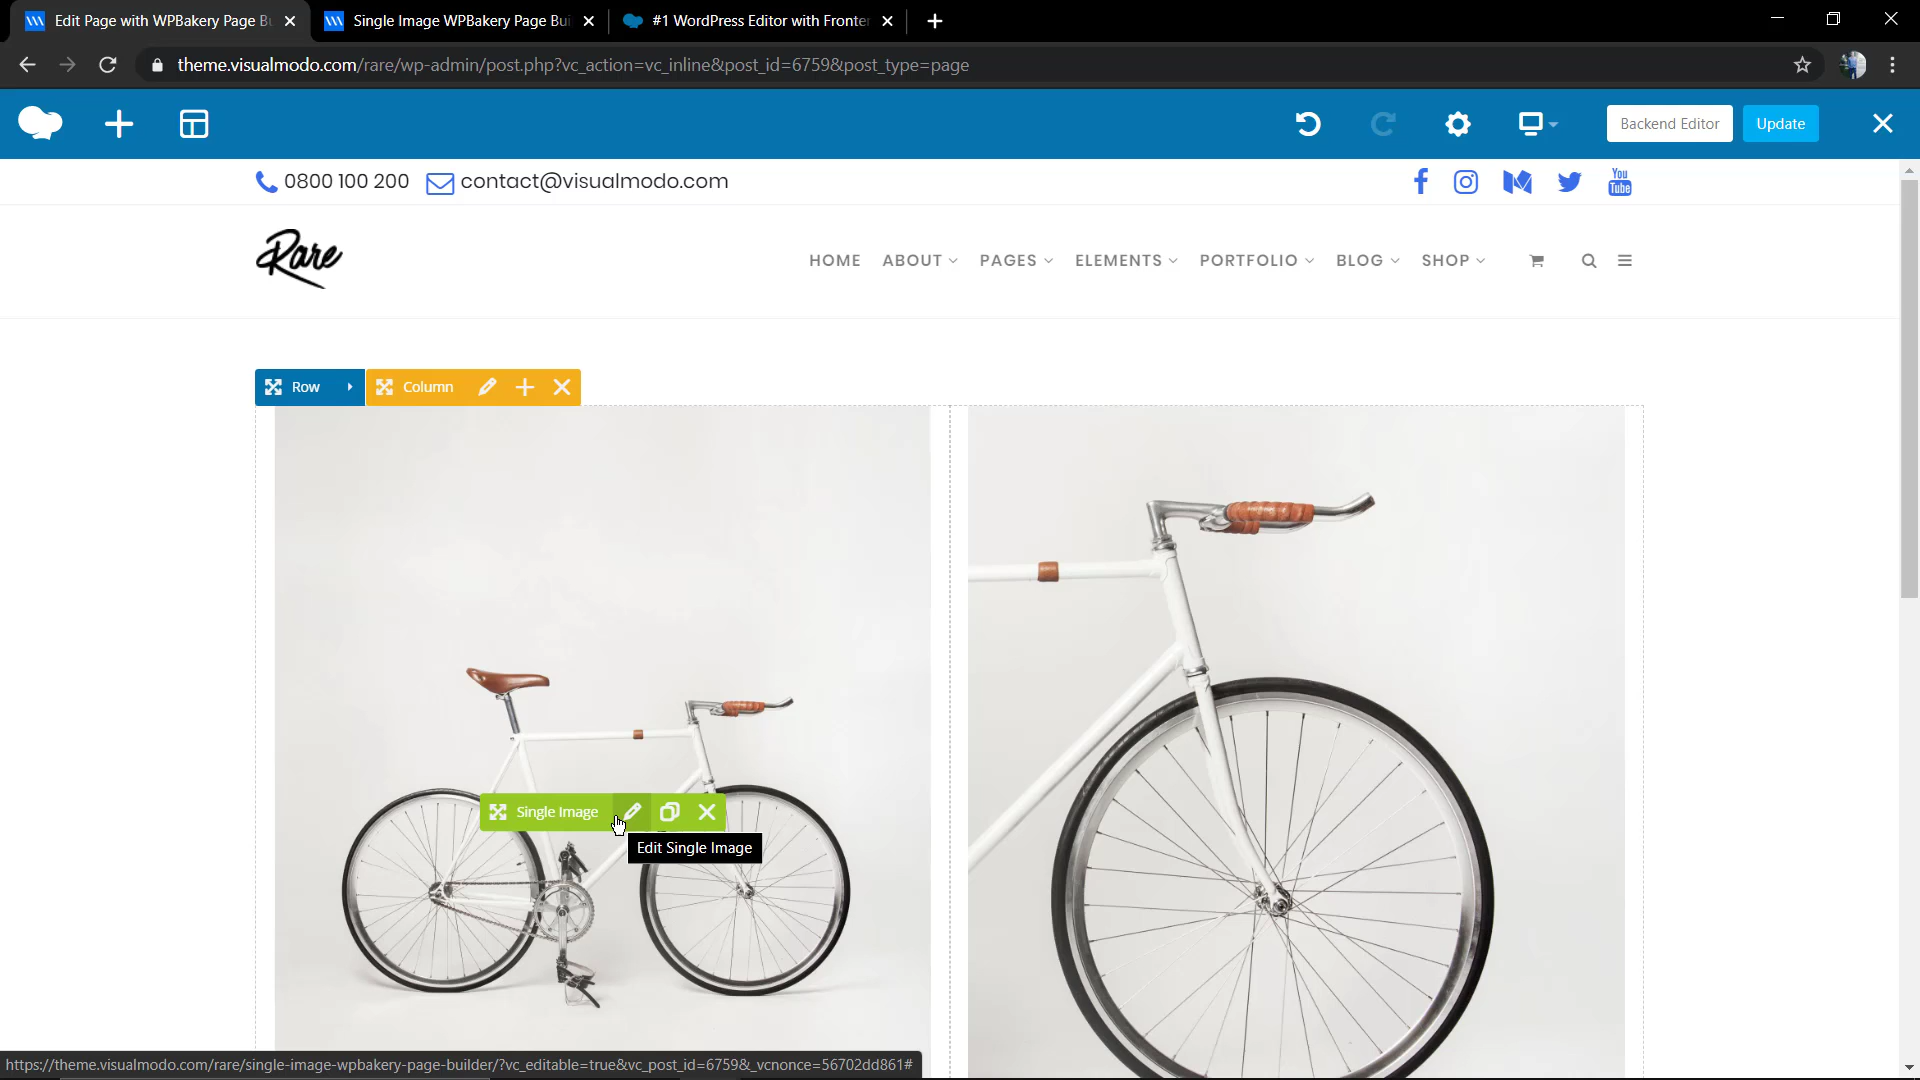 Edit Page with WPBakery Page Bu
Single Image WPBakery Page Bui
#1 WordPress Editor with Fronte
theme.visualmodo.com/rare/wp-admin/post.php?vc_action=vc_inline&post_id=6759&post_type=page
Backend Editor
Update
0800 100 200
contact@visualmodo.com
You
Tube
Rare
HOME
ABOUT
PAGES
ELEMENTS
PORTFOLIO
BLOG
SHOP
Row
Column
Single Image
Edit Single Image
https://theme.visualmodo.com/rare/single-image-wpbakery-page-builder/?vc_editable=true&vc_post_id=6759&_vcnonce=56702dd861#